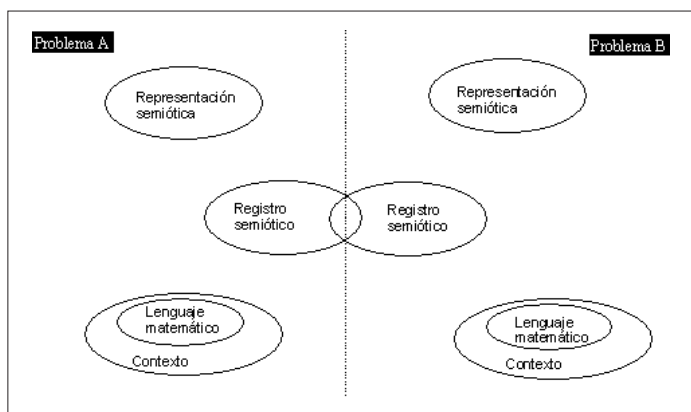 Problema A
Problema B
Representación
semiótica
Representación
semiótica
Registro
semiótico
Registro
semiótico
Lenguaje
matemático
Contexto
Lenguaje
matemático
Contexto